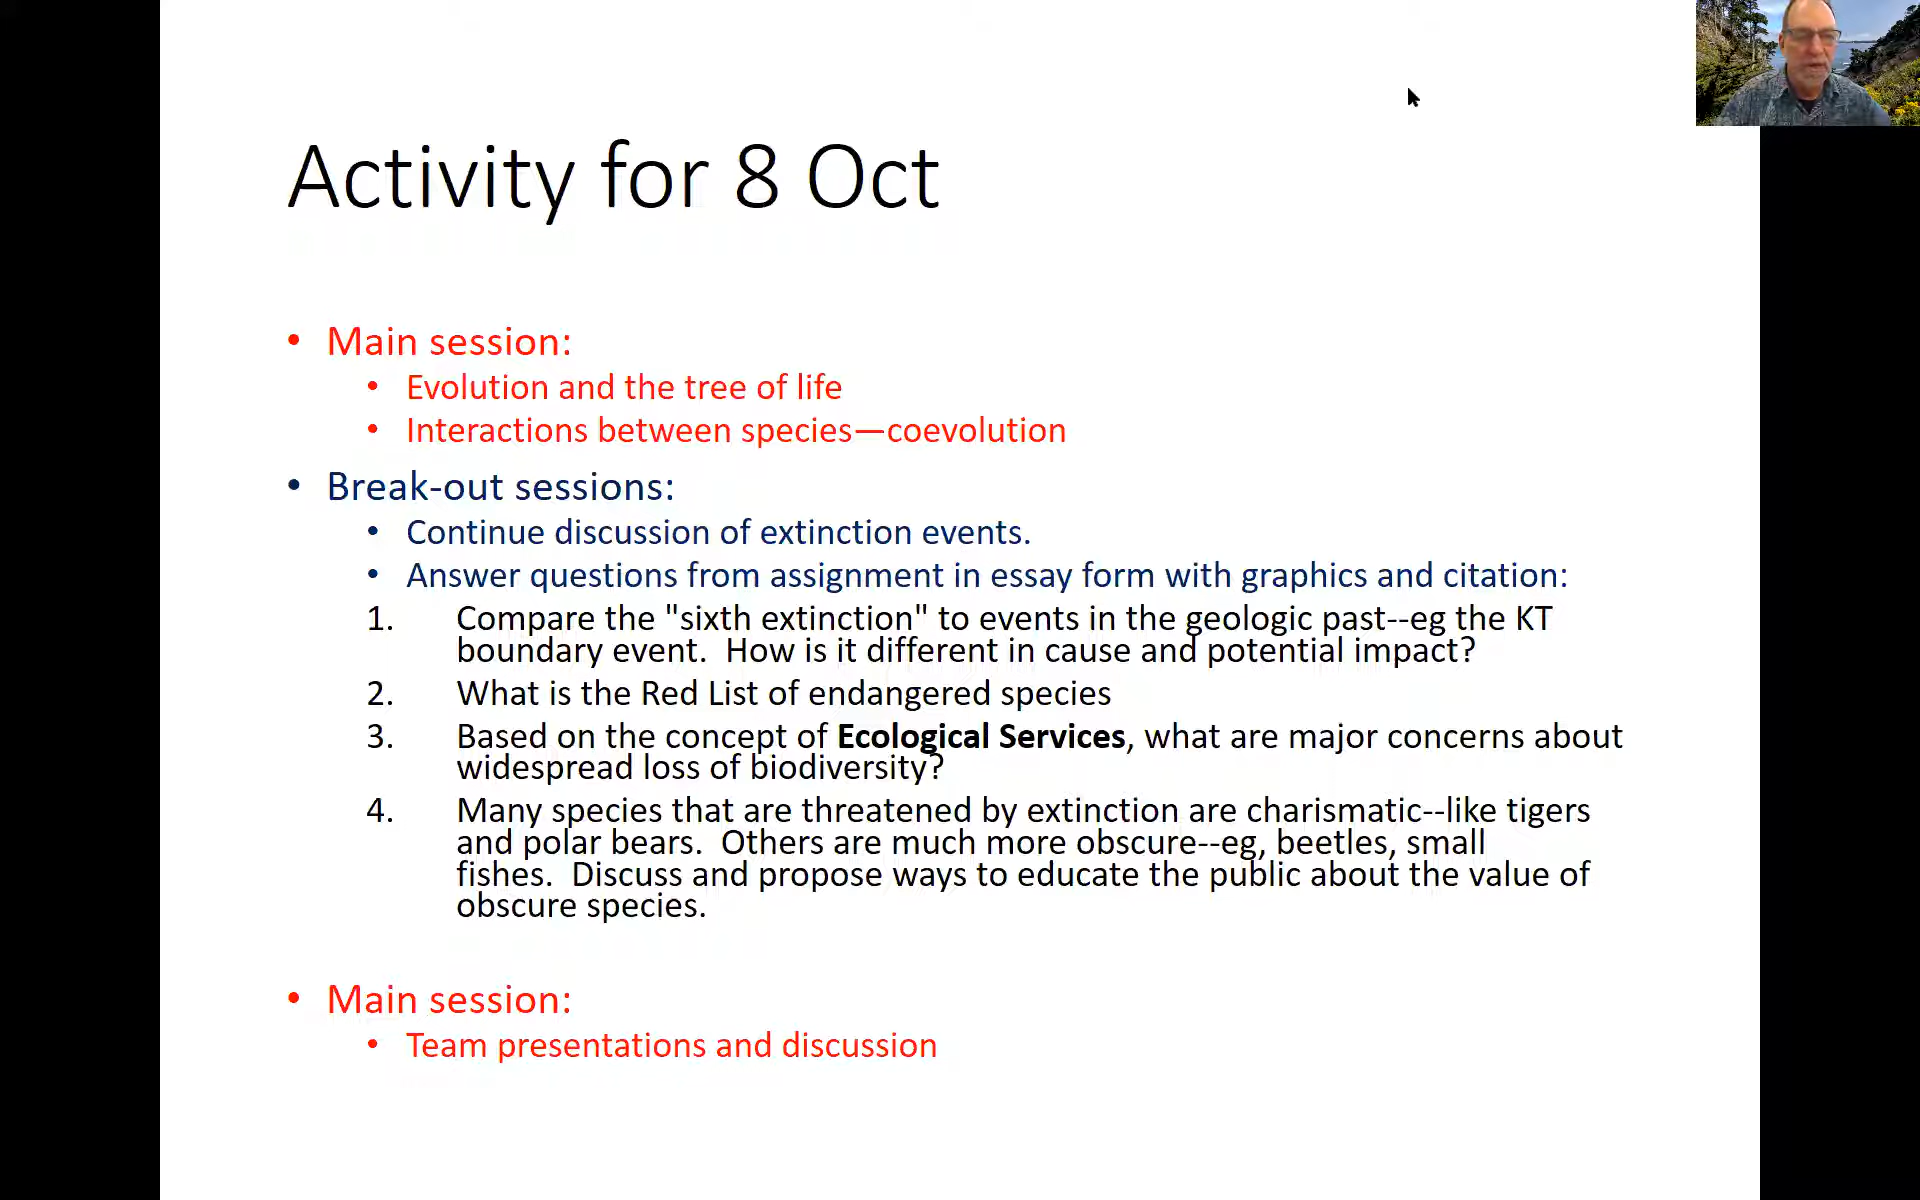 Activity for 8 Oct
• Main session:
• Evolution and the tree of life
• Interactions between species—coevolution
• Break-out sessions:
• Continue discussion of extinction events.
• Answer questions from assignment in essay form with graphics and citation:
1. Compare the "sixth extinction" to events in the geologic past--eg the KT
boundary event.  How is it different in cause and potential impact?
2. What is the Red List of endangered species
3. Based on the concept of Ecological Services, what are major concerns about
widespread loss of biodiversity?
4. Many species that are threatened by extinction are charismatic--like tigers
and polar bears.  Others are much more obscure--eg, beetles, small
fishes.  Discuss and propose ways to educate the public about the value of
obscure species.
• Main session:
• Team presentations and discussion